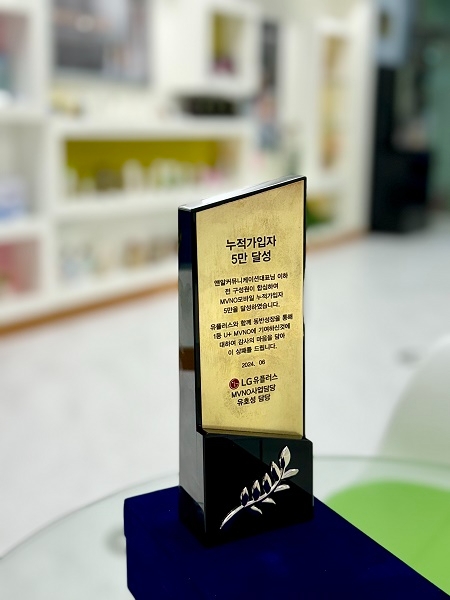 누적가입자
5만 달성
앤알커뮤니케이션대표님 이하
전 구성원이 합심하여
MVNO모바일 누적가입자
5만을 달성하였습니다.
유플러스와 함께 동반성장을 통해
1등 U+ MVNO에 기여하신것에
대하여 감사의 마음을 담아
이 상패를 드립니다.
2024. 06
LG유플러스
MVNO사업담당
유호성 담당